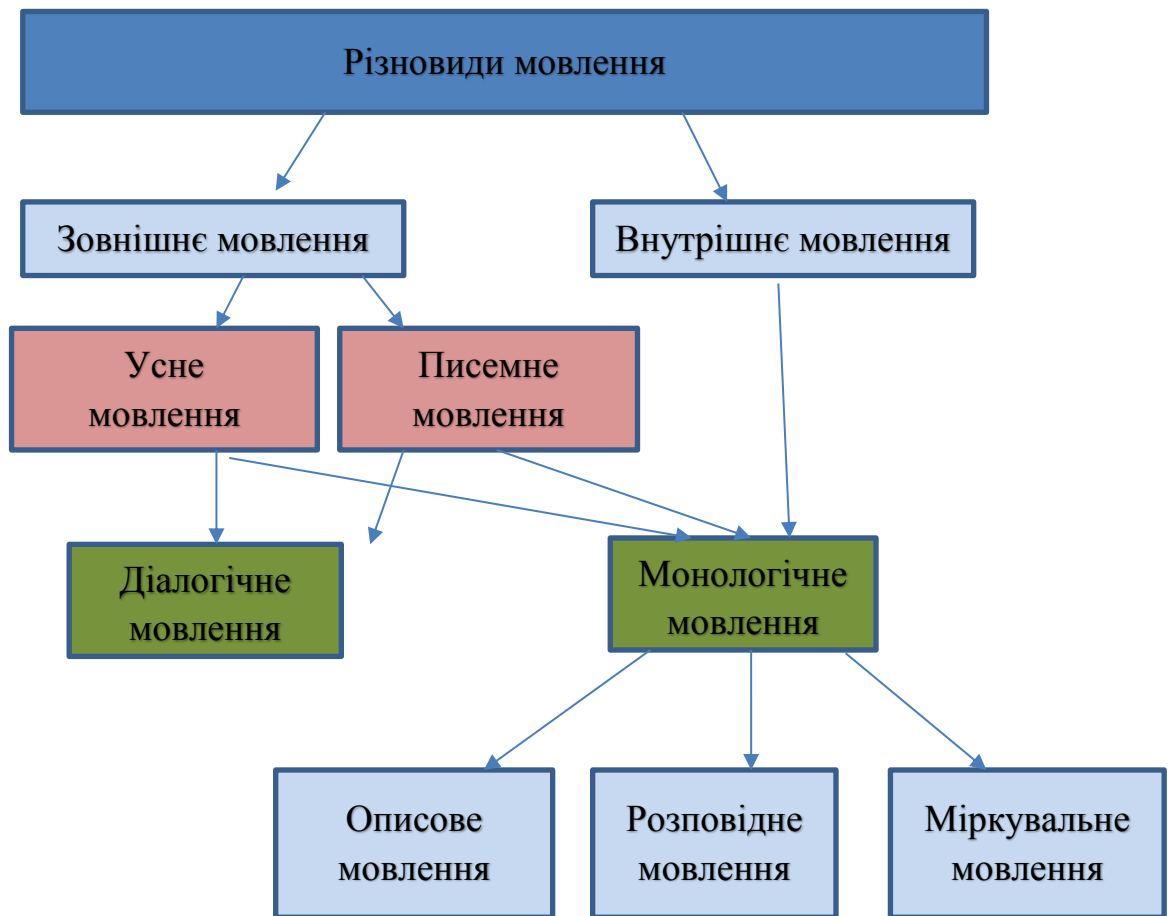 Різновиди мовлення
Зовнішнє мовлення
Внутрішнє мовлення
Усне
мовлення
Писемне
мовлення
Діалогічне
мовлення
Монологічне
мовлення
Описове
мовлення
Розповідне
мовлення
Міркувальне
мовлення